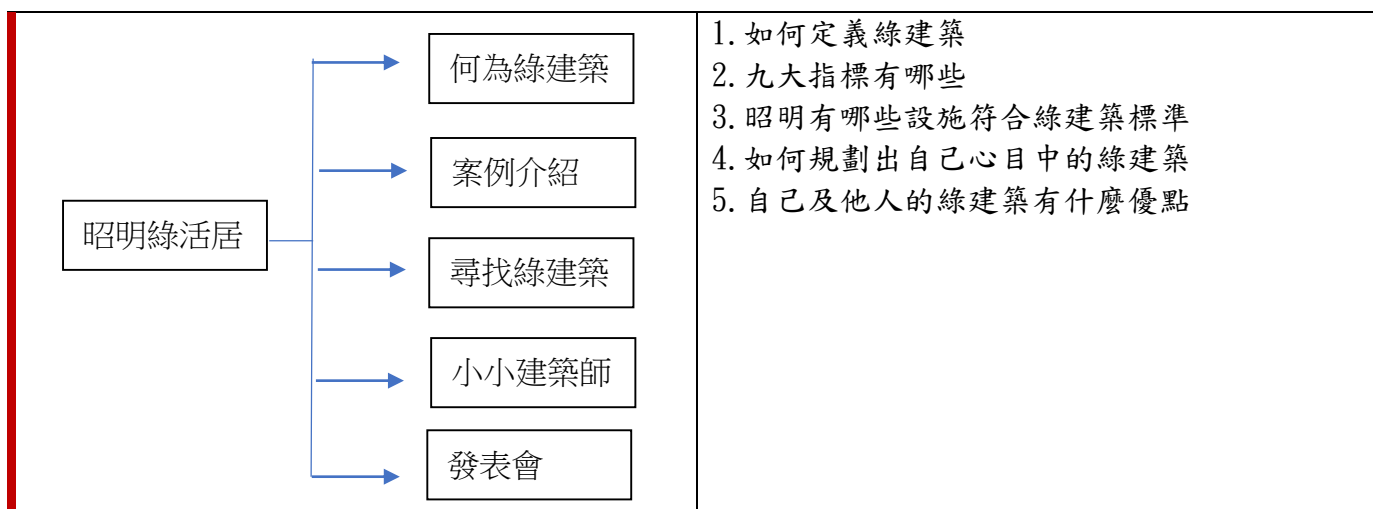 昭明綠活居
何為綠建築
案例介紹
尋找綠建築
小小建築師
發表會
1.如何定義綠建築
2.九大指標有哪些
3.昭明有哪些設施符合綠建築標準
4.如何規劃出自己心目中的綠建築
5.自己及他人的綠建築有什麼優點